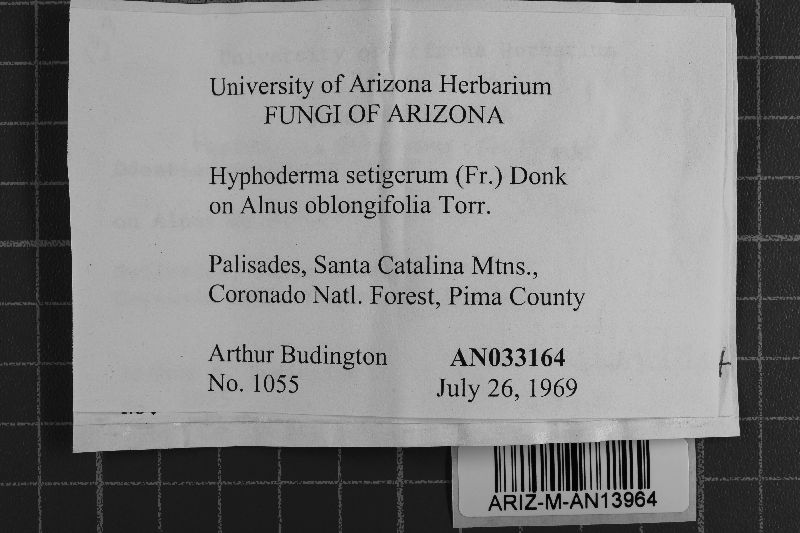 University of Arizona Herbarium
FUNGI OF ARIZONA
Hyphoderma setigerum (Fr.) Donk
on Alnus oblongifolia Torr.
Palisades, Santa Catalina Mtns.,
Coronado Natl. Forest, Pima County
Arthur Budington AN033164
No. 1055 July 26, 1969
ARIZ-M-AN13964